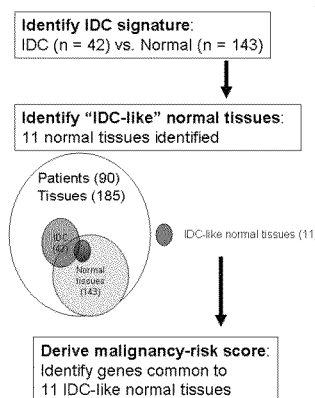 Identify IDC signature:
IDC (n = 42) vs. Normal (n = 143)
Identify “IDC-like” normal tissues:
11 normal tissues identified
Patients (90)
Tissues (185)
IDC
(42)
Normal
tissues
(143)
IDC-like normal tissues (11
Derive malignancy-risk score:
Identify genes common to
11 IDC-like normal tissues